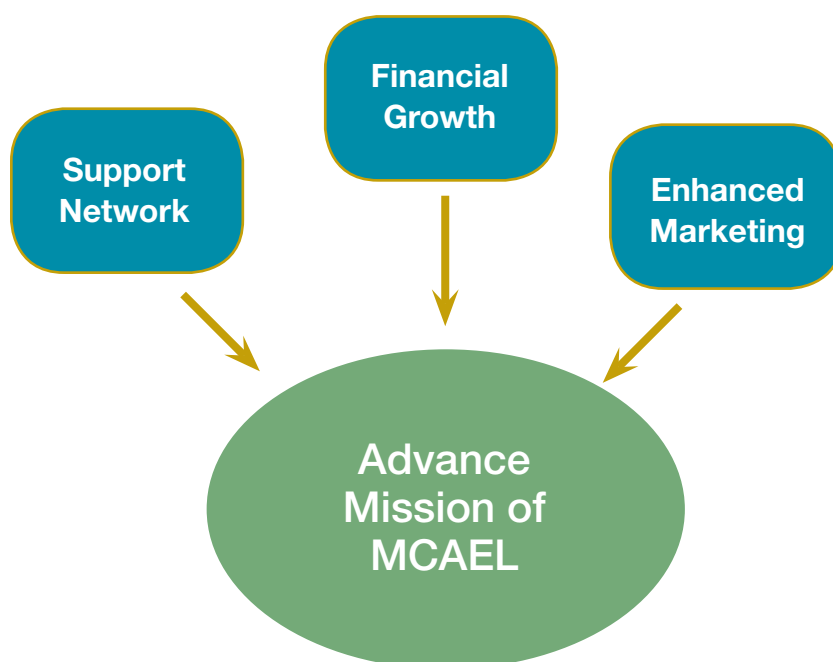 Support
Network
Financial
Growth
Enhanced
Marketing
Advance
Mission of
MCAEL